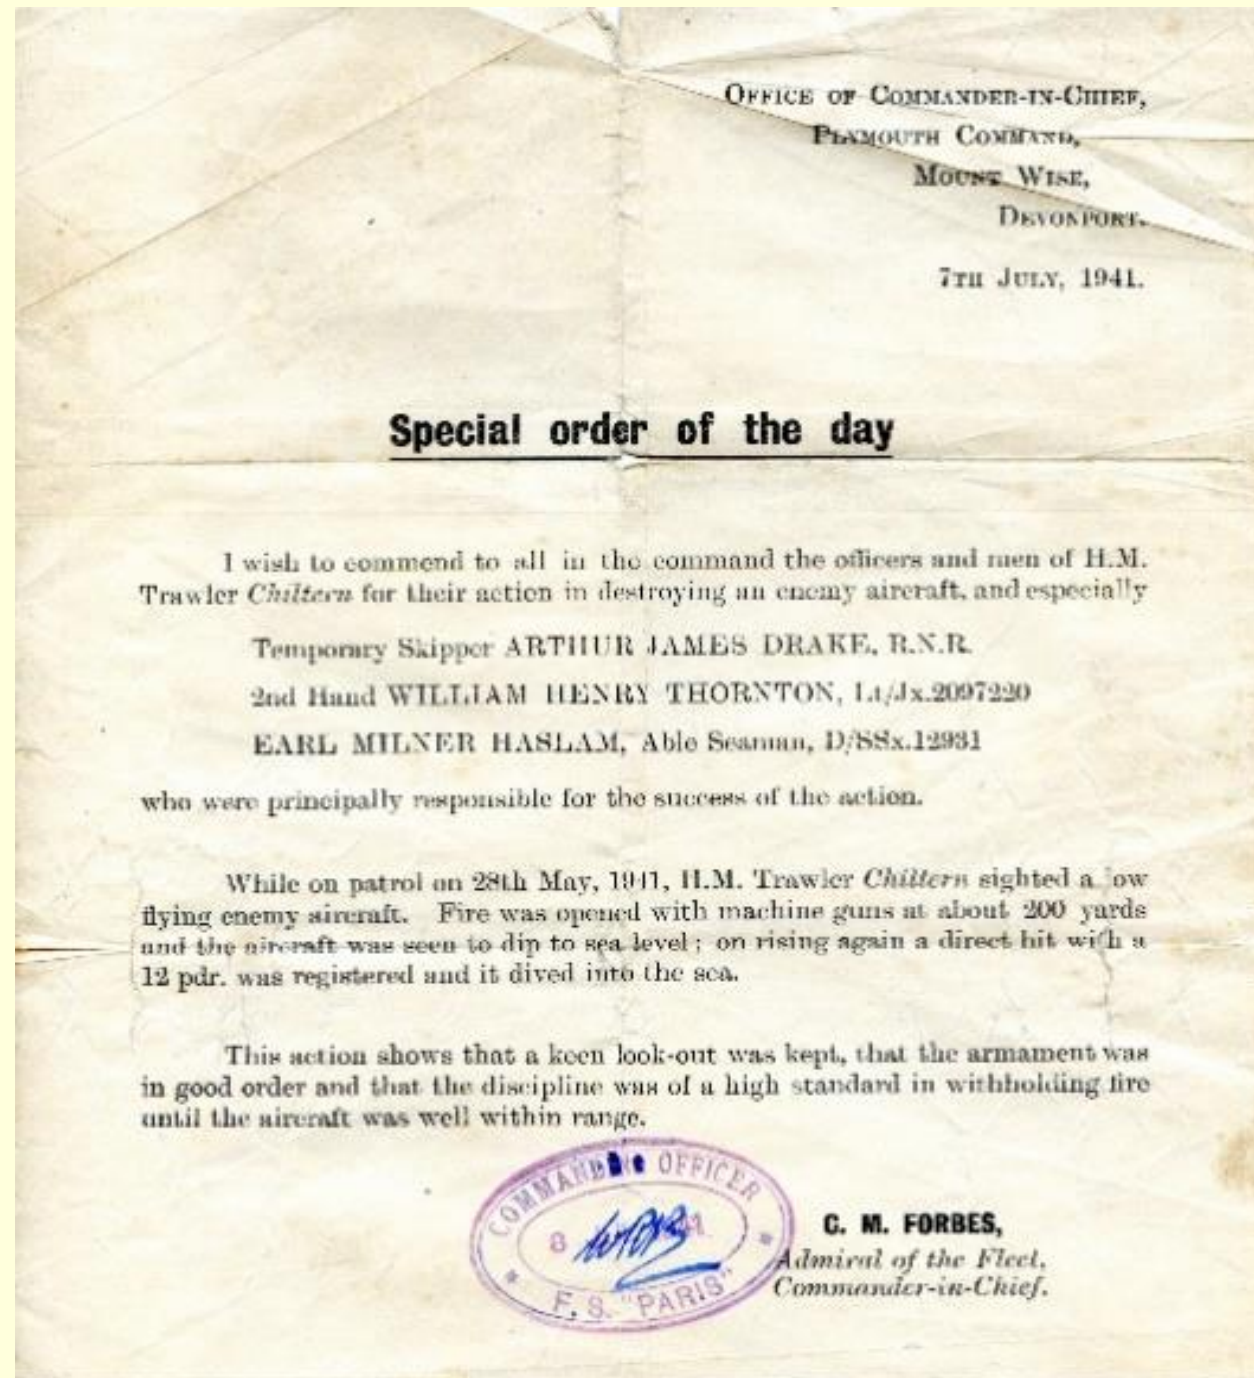 OFFICE OF COMMANDER-IN-CHIEF,
PLYMOUTH COMMAND,
MOUNT WISE,
DEVONPORT.
7TH JULY, 1941.
Special order of the day
I wish to commend to all in the command the officers and men of H.M.
Trawler Chiltern for their action in destroying an enemy aircraft, and especially
Temporary Skipper ARTHUR JAMES DRAKE, R.N.R.
2nd Hand WILLIAM HENRY THORNTON, Lt/Jx.2097220
EARL MILNER HASLAM, Able Seaman, D/SSx.12931
who were principally responsible for the success of the action.
While on patrol on 28th May, 1941, H.M. Trawler Chiltern sighted a low
flying enemy aircraft. Fire was opened with machine guns at about 200 yards
and the aircraft was seen to dip to sea level; on rising again a direct hit with a
12 pdr. was registered and it dived into the sea.
This action shows that a keen look-out was kept, that the armament was
in good order and that the discipline was of a high standard in withholding fire
until the aircraft was well within range.
COMMANDING OFFICER
8 41
F.S. "PARIS"
C. M. FORBES,
Admiral of the Fleet,
Commander-in-Chief.